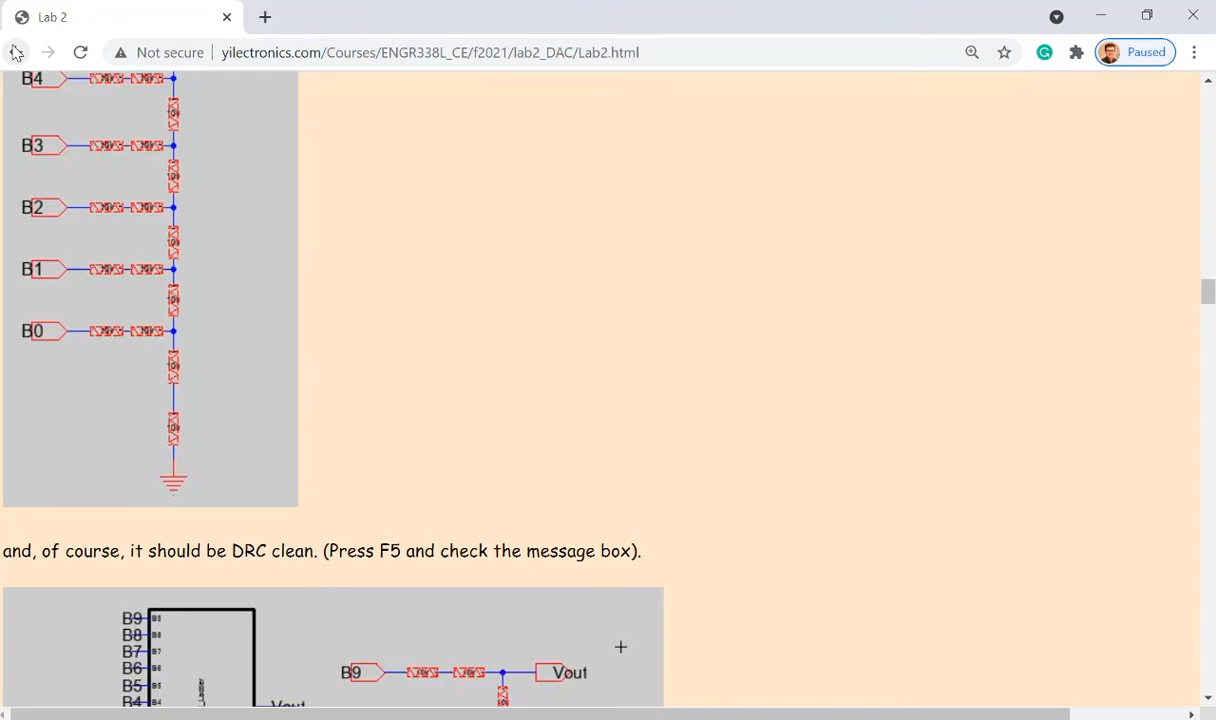 Lab 2
Not secure
yilectronics.com/Courses/ENGR338L_CE/f2021/lab2_DAC/Lab2.html
Paused
B4
B3
B2
B1
B0
and, of course, it should be DRC clean. (Press F5 and check the message box).
B9
B8
B7
B6
B5
B4
B9
Vout
Vout